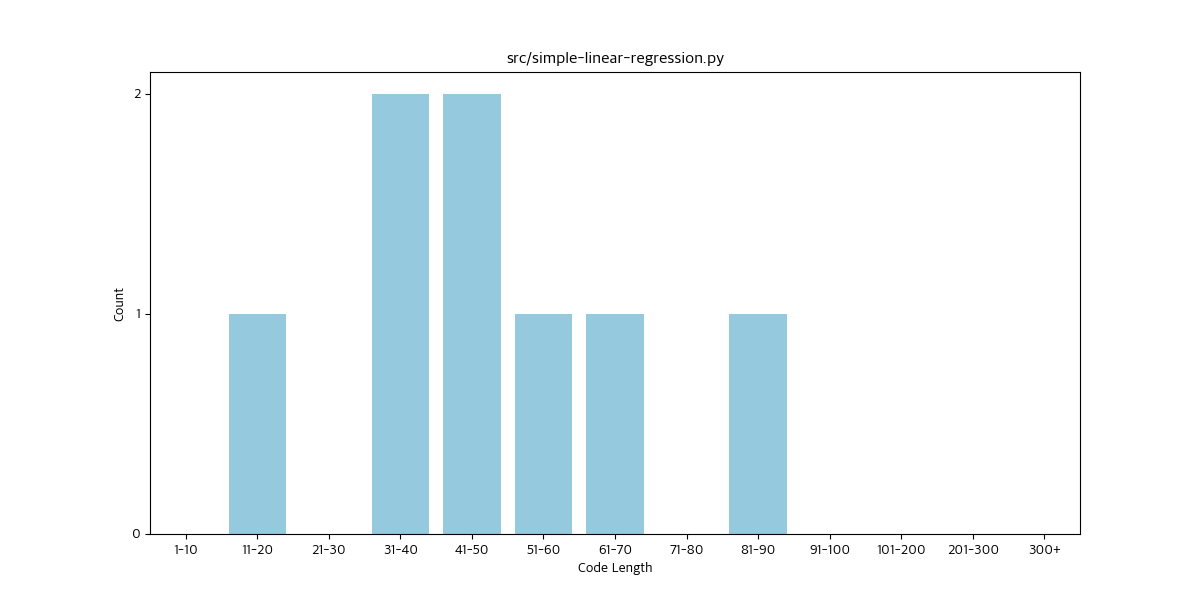 src/simple-linear-regression.py
Count
2
1
0
1-10 11-20 21-30 31-40 41-50 51-60 61-70 71-80 81-90 91-100 101-200 201-300 300+
Code Length